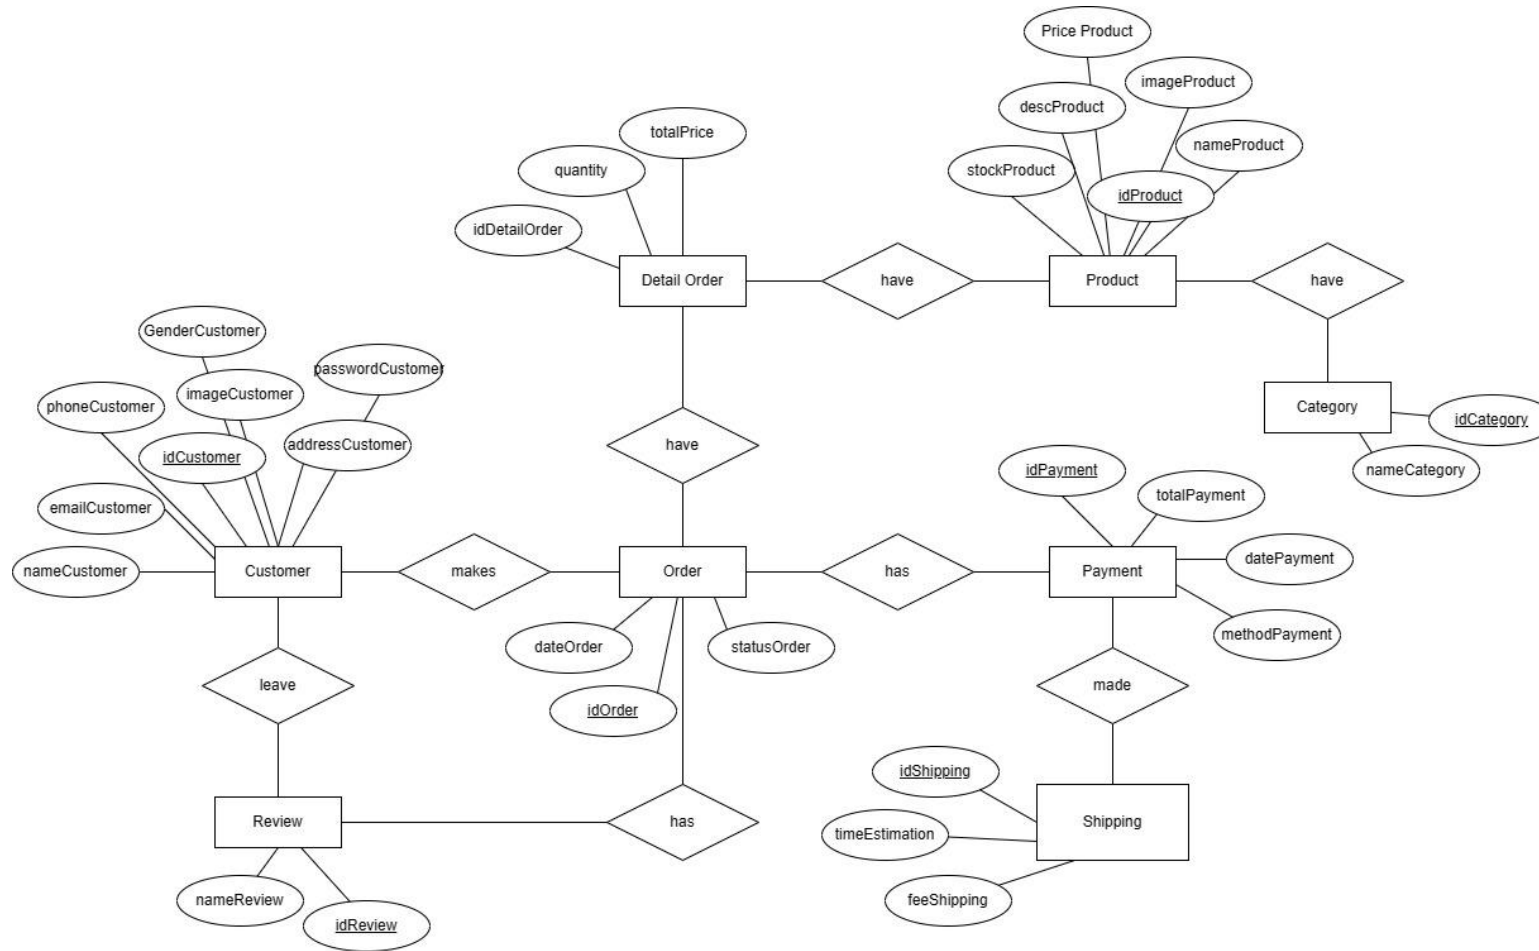 Price Product
imageProduct
descProduct
totalPrice
nameProduct
quantity
stockProduct
idProduct
idDetailOrder
Detail Order
have
Product
have
GenderCustomer
passwordCustomer
imageCustomer
phoneCustomer
Category
idCategory
addressCustomer
have
idCustomer
nameCategory
idPayment
totalPayment
emailCustomer
datePayment
nameCustomer
Customer
makes
Order
has
Payment
methodPayment
dateOrder
statusOrder
leave
made
idOrder
idShipping
Review
has
Shipping
timeEstimation
nameReview
feeShipping
idReview